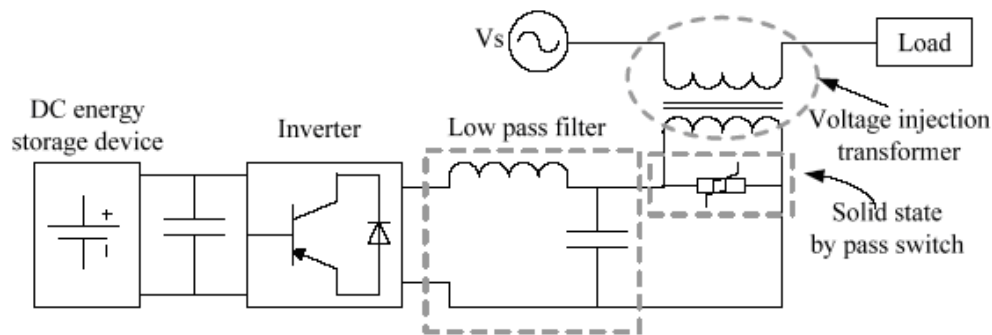 Vs
Load
DC energy
storage device
Inverter
Low pass filter
Voltage injection
transformer
Solid state
by pass switch
+